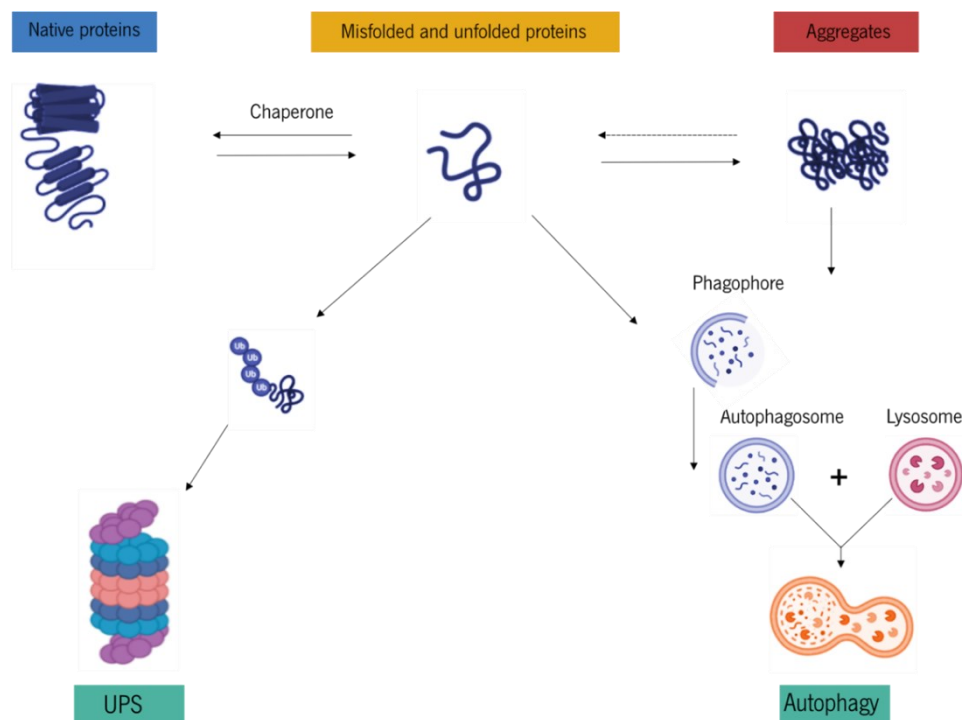 Native proteins
Misfolded and unfolded proteins
Aggregates
Chaperone
Phagophore
Ub
Ub
Ub
Ub
Autophagosome
Lysosome
+
UPS
Autophagy